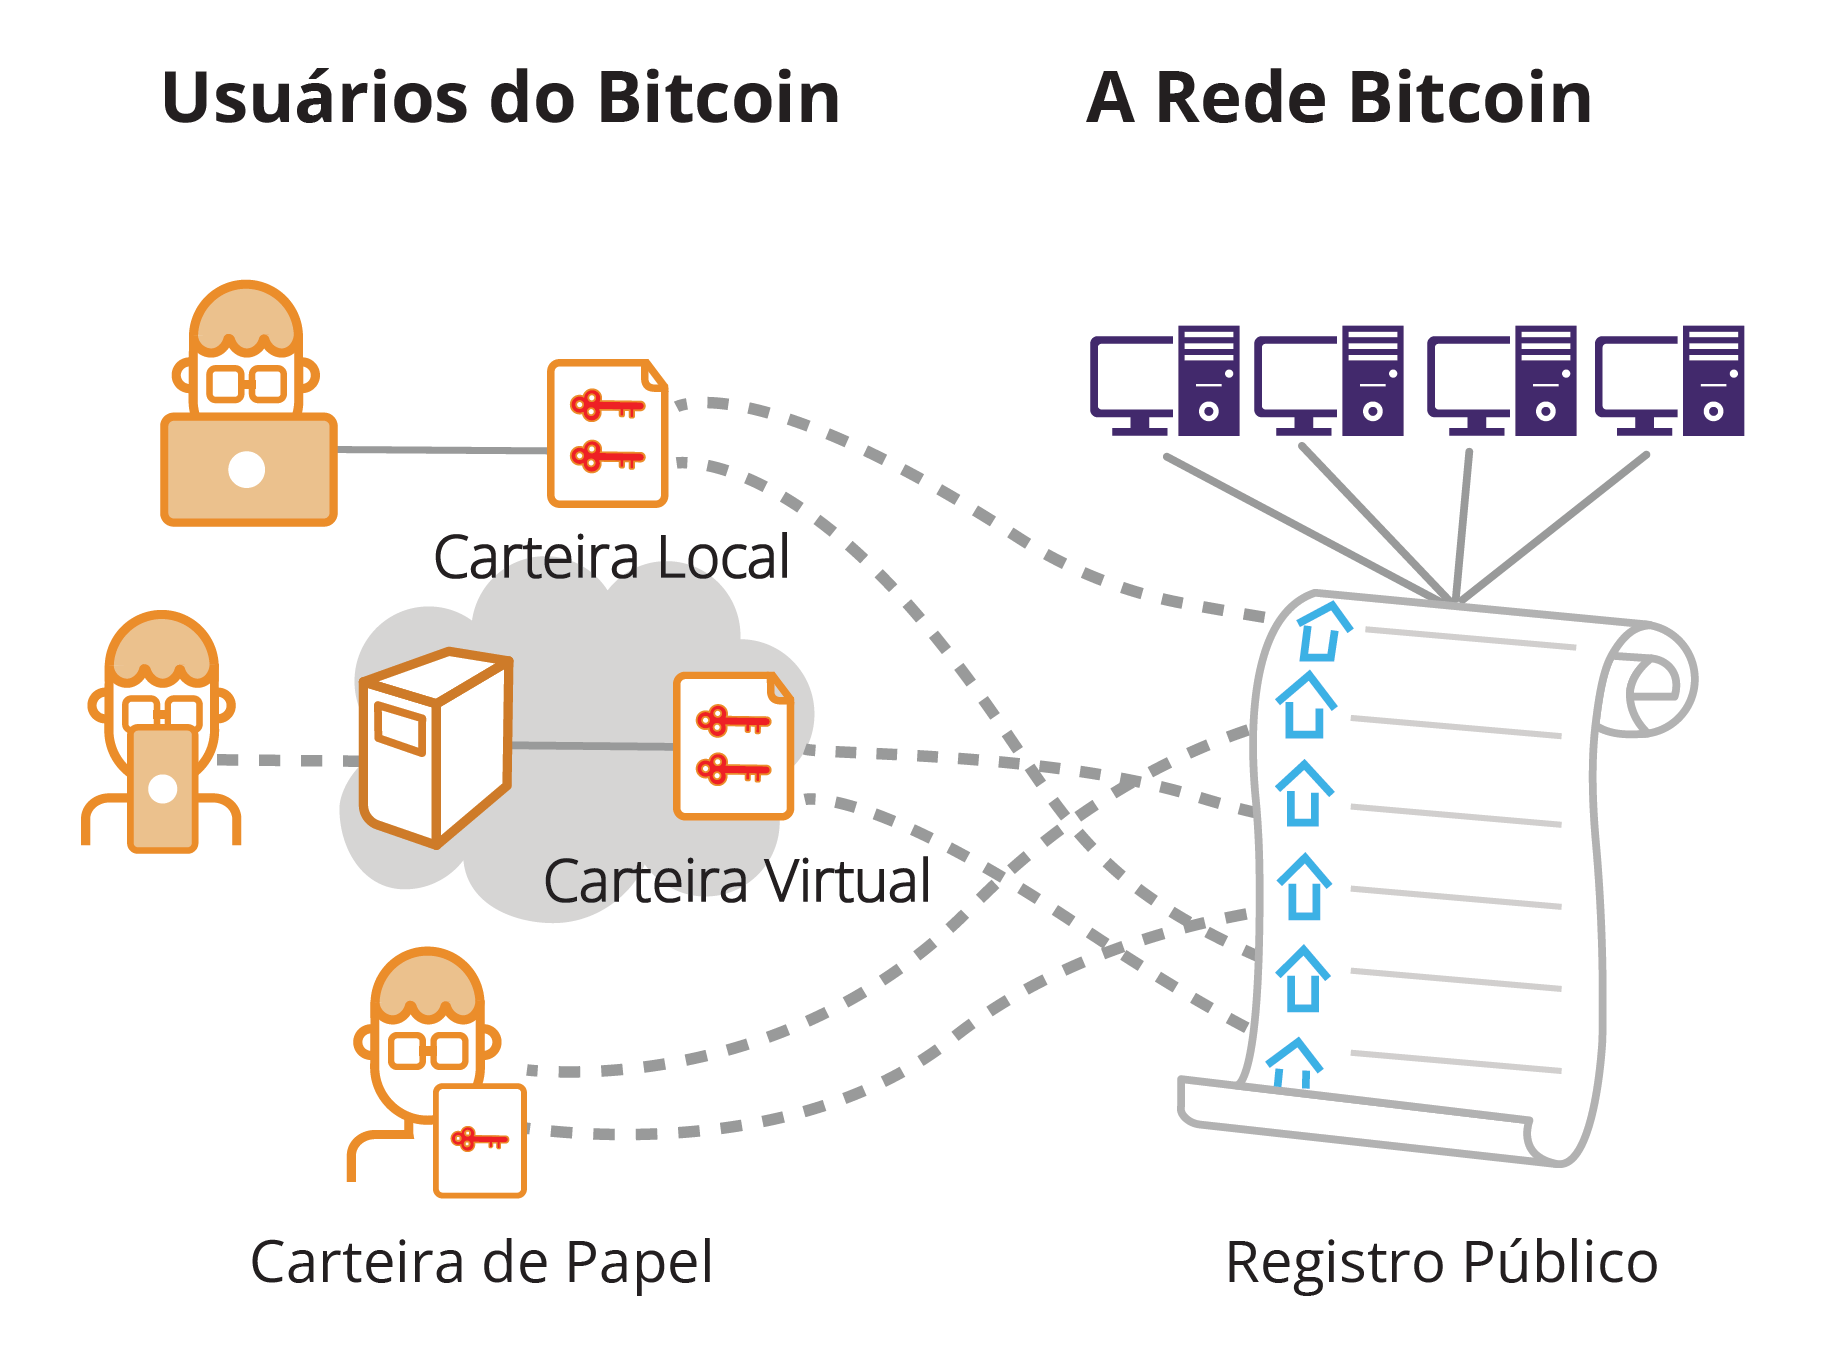 Usuários do Bitcoin
A Rede Bitcoin
Carteira Local
Carteira Virtual
Carteira de Papel
Registro Público